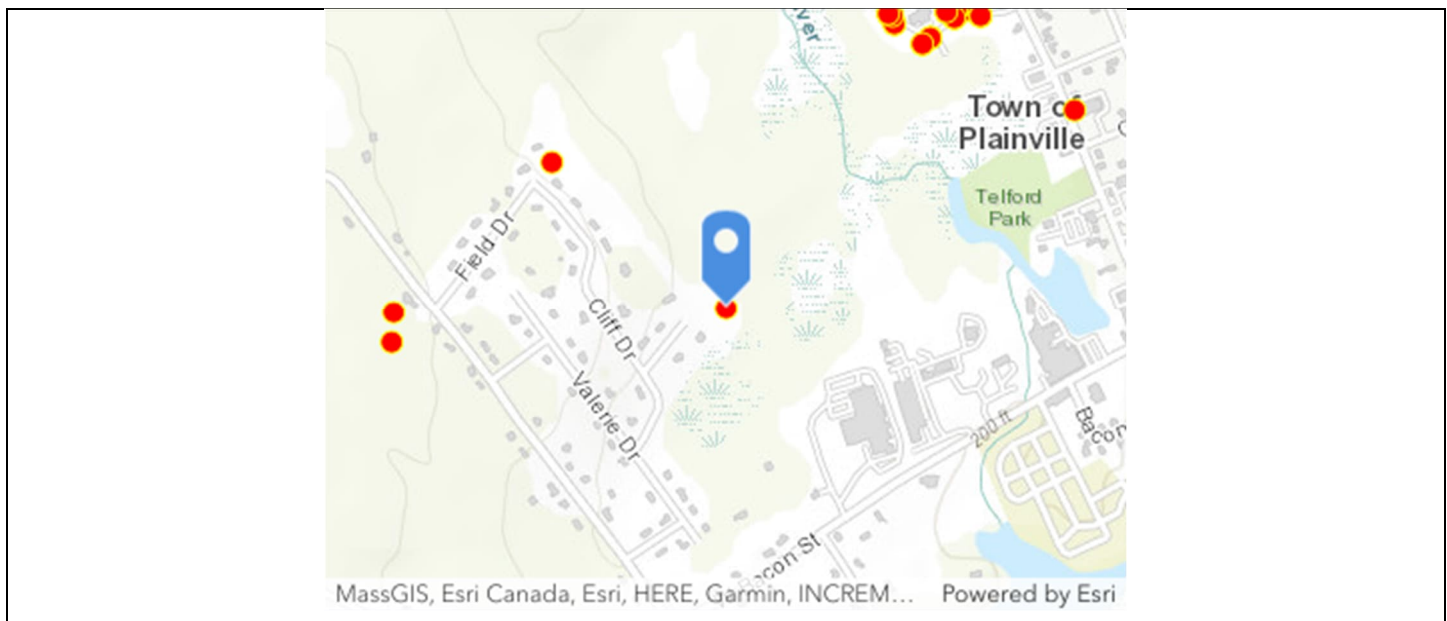 ver
Town of
Plainville
Telford
Park
Field Dr
Cliff Dr
Valerie Dr
200 ft
Bacon
Bacon St
MassGIS, Esri Canada, Esri, HERE, Garmin, INCREM...
Powered by Esri